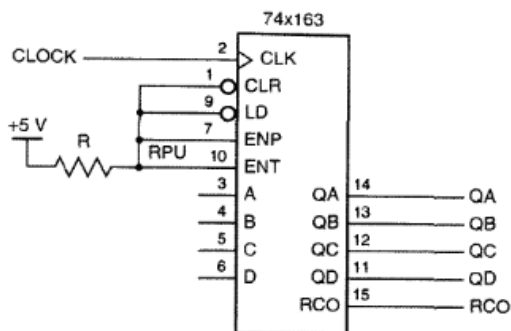 74x163
CLOCK 2 CLK
1 CLR
9 LD
+5 V R RPU 7 ENP
10 ENT
3 A QA 14 QA
4 B QB 13 QB
5 C QC 12 QC
6 D QD 11 QD
RCO 15 RCO